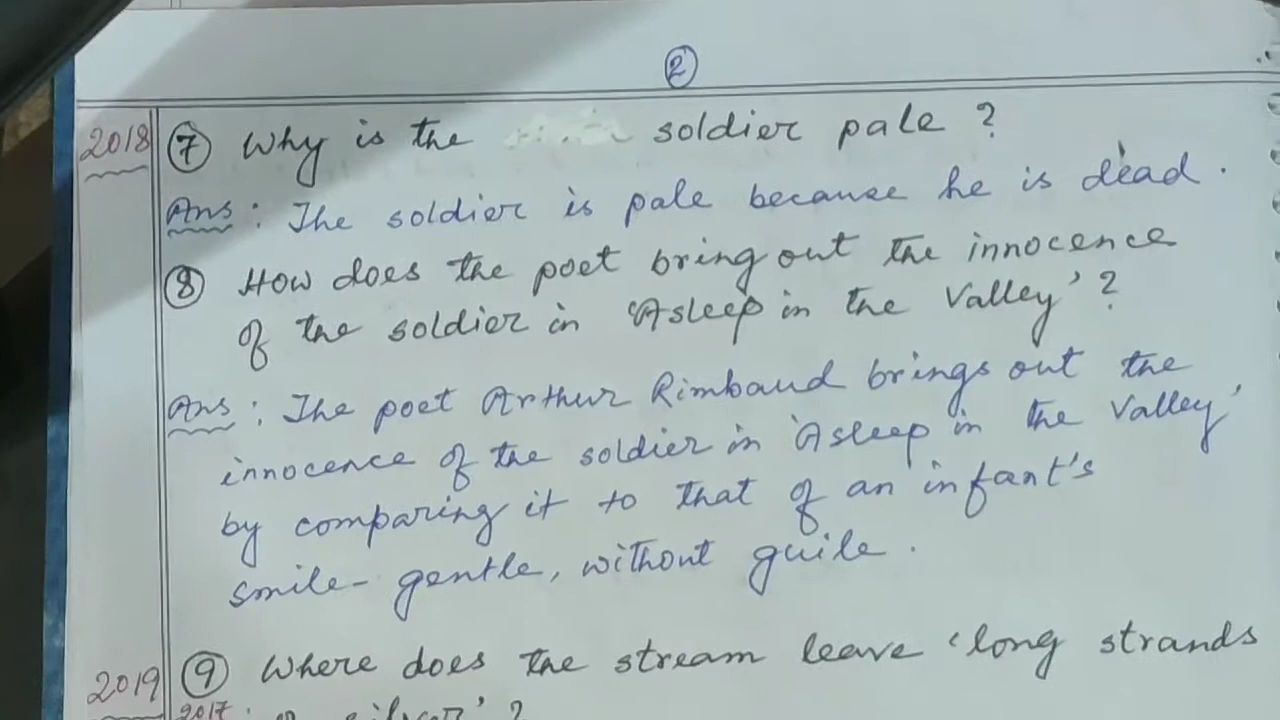 2
2018 7 Why is the soldier pale ?
Ans : The soldier is pale because he is dead .
8 How does the poet bring out the innocence
of the soldier in 'Asleep in the Valley' ?
Ans : The poet Arthur Rimbaud brings out the
innocence of the soldier in 'Asleep in the Valley'
by comparing it to that of an infant's
smile - gentle, without guile .
2019 9 Where does the stream leave 'long strands
2017 silver' ?